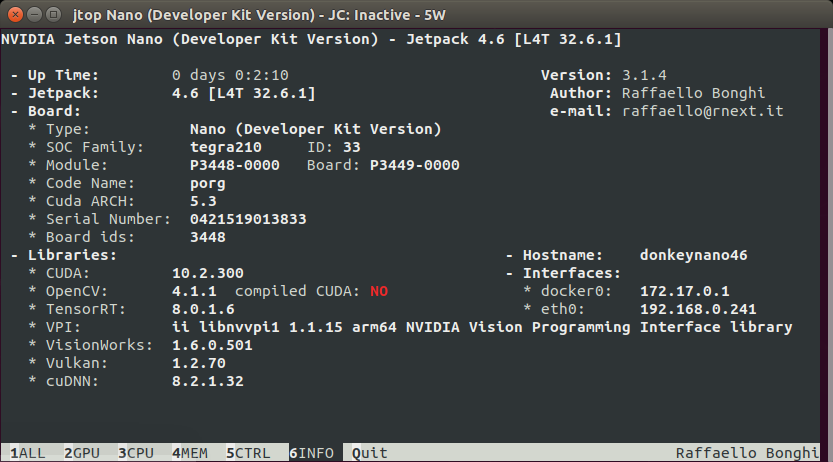 jtop Nano (Developer Kit Version) - JC: Inactive - 5W
NVIDIA Jetson Nano (Developer Kit Version) - Jetpack 4.6 [L4T 32.6.1]
- Up Time: 0 days 0:2:10 Version: 3.1.4
- Jetpack: 4.6 [L4T 32.6.1] Author: Raffaello Bonghi
- Board: e-mail: raffaello@rnext.it
* Type: Nano (Developer Kit Version)
* SOC Family: tegra210 ID: 33
* Module: P3448-0000 Board: P3449-0000
* Code Name: porg
* Cuda ARCH: 5.3
* Serial Number: 0421519013833
* Board ids: 3448
- Libraries: - Hostname: donkeynano46
* CUDA: 10.2.300 - Interfaces:
* OpenCV: 4.1.1 compiled CUDA: NO * docker0: 172.17.0.1
* TensorRT: 8.0.1.6 * eth0: 192.168.0.241
* VPI: ii libnvvpi1 1.1.15 arm64 NVIDIA Vision Programming Interface library
* VisionWorks: 1.6.0.501
* Vulkan: 1.2.70
* cuDNN: 8.2.1.32
1ALL 2GPU 3CPU 4MEM 5CTRL 6INFO Quit Raffaello Bonghi